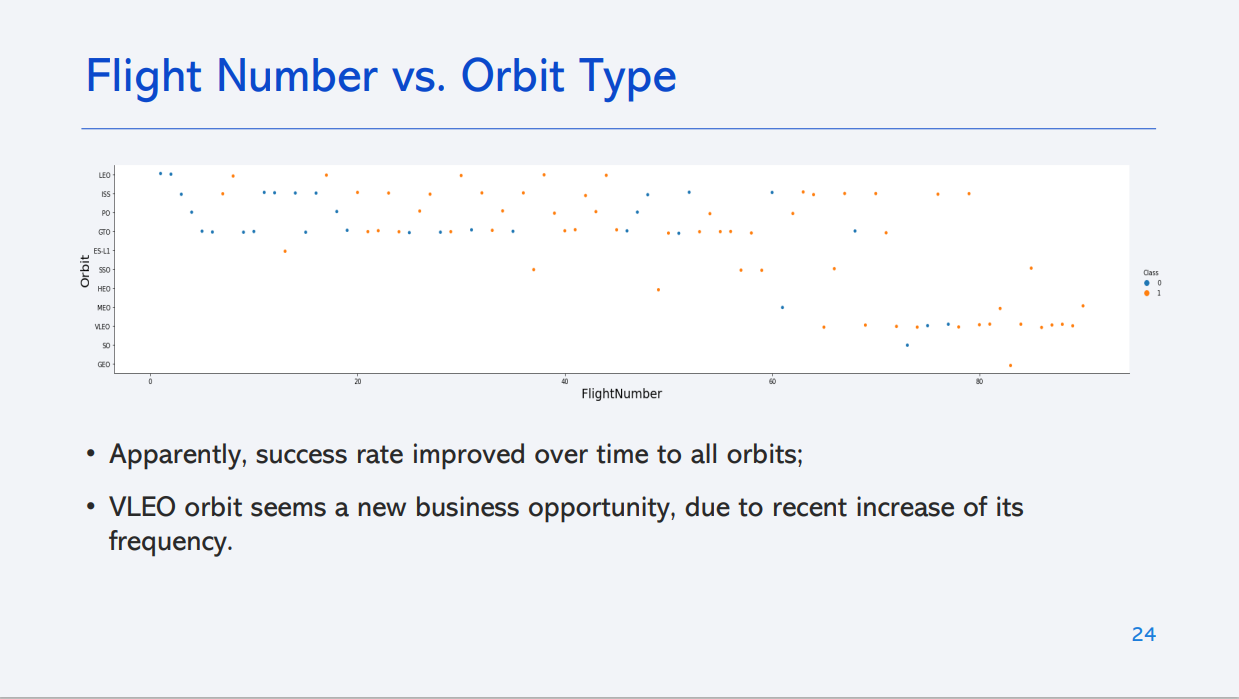 Flight Number vs. Orbit Type
LEO
ISS
PO
GTO
ES-L1
SSO
HEO
MEO
VLEO
SO
GEO
Orbit
0 20 40 60 80
FlightNumber
Class
0
1
• Apparently, success rate improved over time to all orbits;
• VLEO orbit seems a new business opportunity, due to recent increase of its
frequency.
24